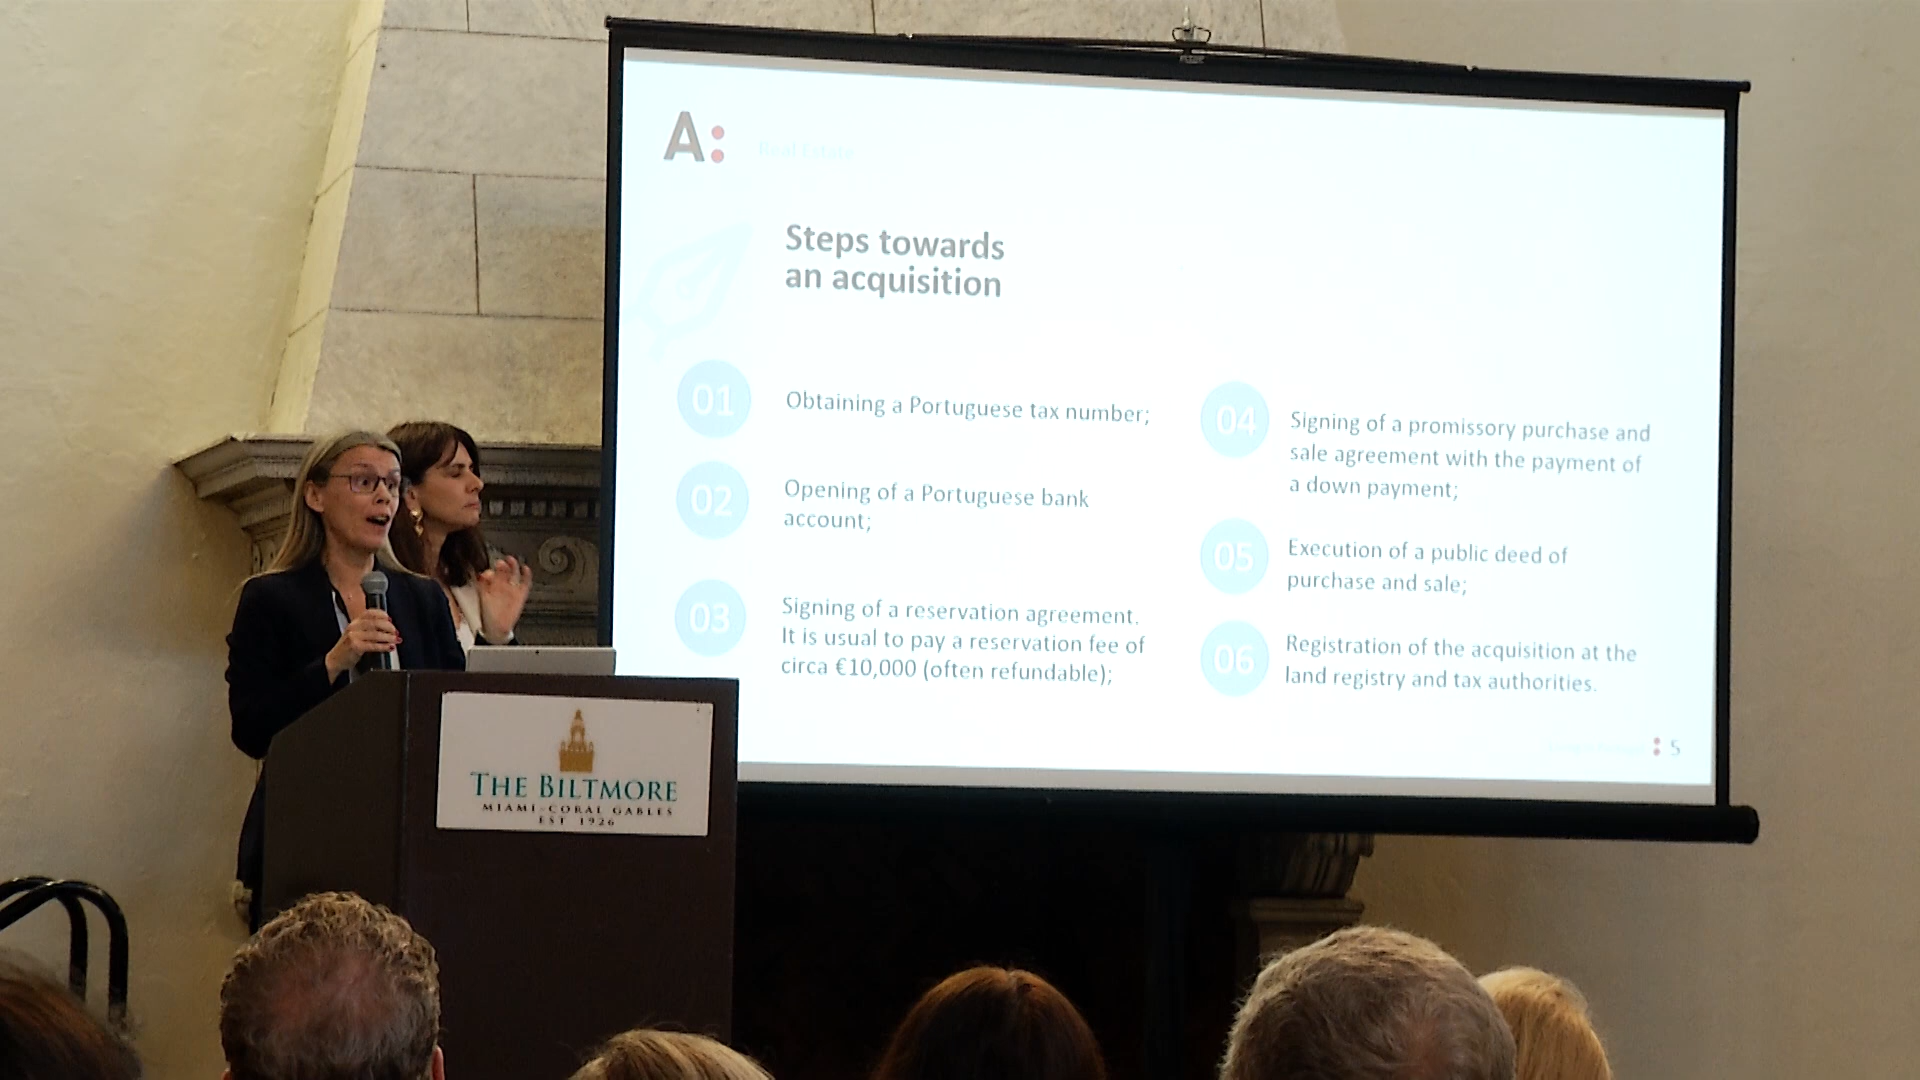 A:
Real Estate
Steps towards
an acquisition
01
Obtaining a Portuguese tax number;
02
Opening of a Portuguese bank
account;
03
Signing of a reservation agreement.
It is usual to pay a reservation fee of
circa €10,000 (often refundable);
04
Signing of a promissory purchase and
sale agreement with the payment of
a down payment;
05
Execution of a public deed of
purchase and sale;
06
Registration of the acquisition at the
land registry and tax authorities.
: 5
THE BILTMORE
MIAMI-CORAL GABLES
EST 1926